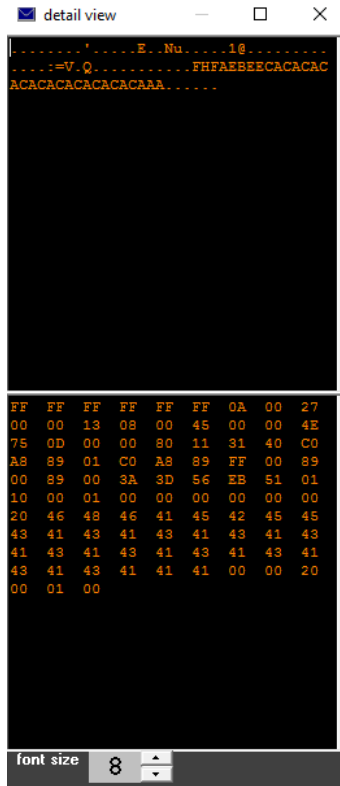 detail view
.........'.....E..Nu.....1@.........
....:=V.Q...........FHFAEBEECACACAC
ACACACACACACACAAA......
FF FF FF FF FF FF 0A 00 27
00 00 13 08 00 45 00 00 4E
75 0D 00 00 80 11 31 40 C0
A8 89 01 C0 A8 89 FF 00 89
00 89 00 3A 3D 56 EB 51 01
10 00 01 00 00 00 00 00 00
20 46 48 46 41 45 42 45 45
43 41 43 41 43 41 43 41 43
41 43 41 43 41 43 41 43 41
43 41 43 41 41 41 00 00 20
00 01 00
font size 8